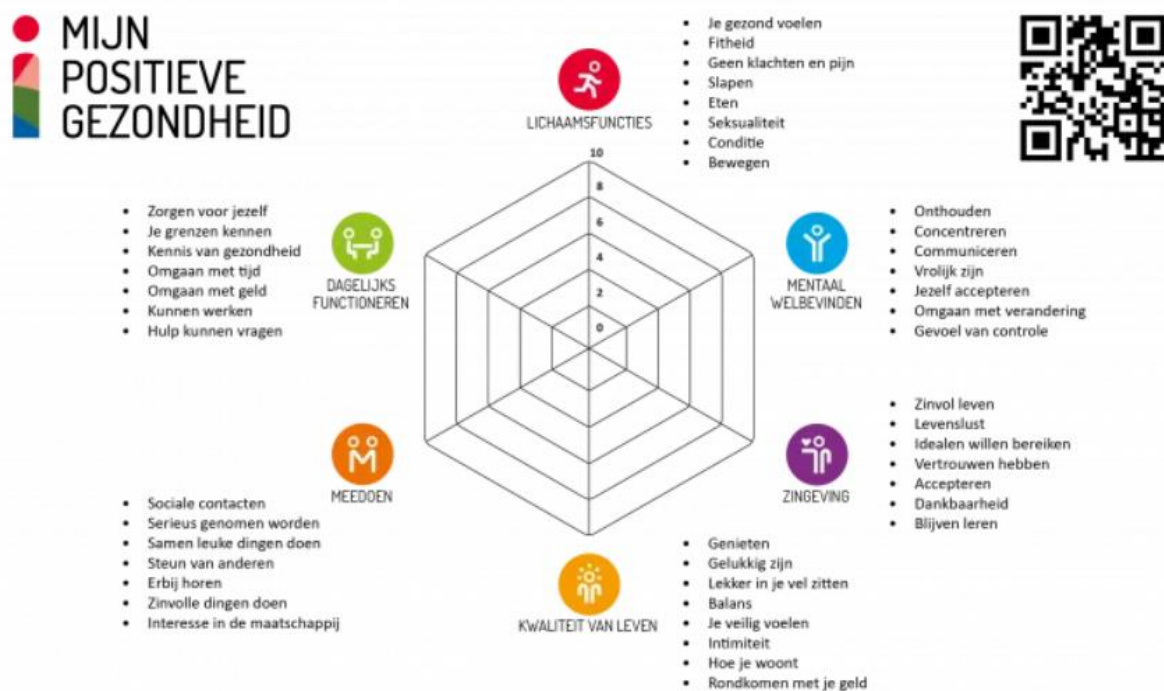 MIJN
POSITIEVE
GEZONDHEID
• Je gezond voelen
• Fitheid
• Geen klachten en pijn
• Slapen
• Eten
• Seksualiteit
• Conditie
• Bewegen
LICHAAMSFUNCTIES
10
8
6
4
2
0
• Zorgen voor jezelf
• Je grenzen kennen
• Kennis van gezondheid
• Omgaan met tijd
• Omgaan met geld
• Kunnen werken
• Hulp kunnen vragen
DAGELIJKS
FUNCTIONEREN
MENTAAL
WELBEVINDEN
• Onthouden
• Concentreren
• Communiceren
• Vrolijk zijn
• Jezelf accepteren
• Omgaan met verandering
• Gevoel van controle
MEEDOEN
• Sociale contacten
• Serieus genomen worden
• Samen leuke dingen doen
• Steun van anderen
• Erbij horen
• Zinvolle dingen doen
• Interesse in de maatschappij
ZINGEVING
• Zinvol leven
• Levenslust
• Idealen willen bereiken
• Vertrouwen hebben
• Accepteren
• Dankbaarheid
• Blijven leren
KWALITEIT VAN LEVEN
• Genieten
• Gelukkig zijn
• Lekker in je vel zitten
• Balans
• Je veilig voelen
• Intimiteit
• Hoe je woont
• Rondkomen met je geld